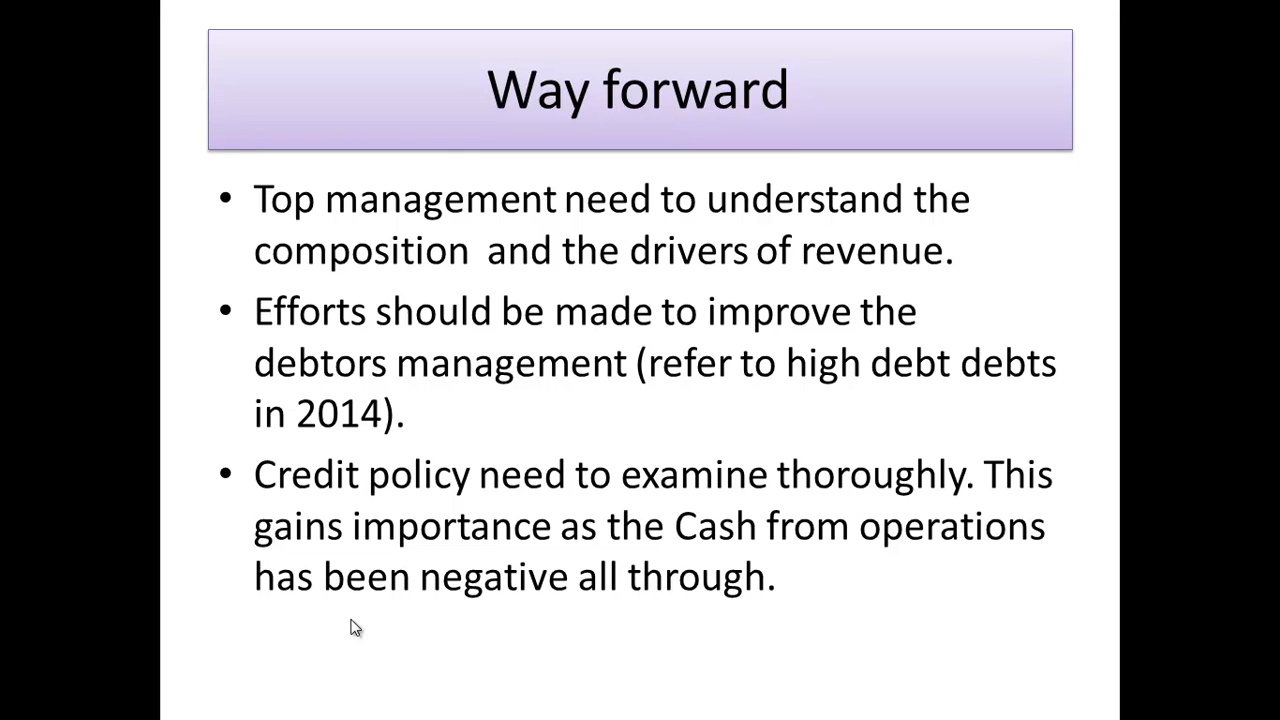 Way forward
• Top management need to understand the
composition  and the drivers of revenue.
• Efforts should be made to improve the
debtors management (refer to high debt debts
in 2014).
• Credit policy need to examine thoroughly. This
gains importance as the Cash from operations
has been negative all through.